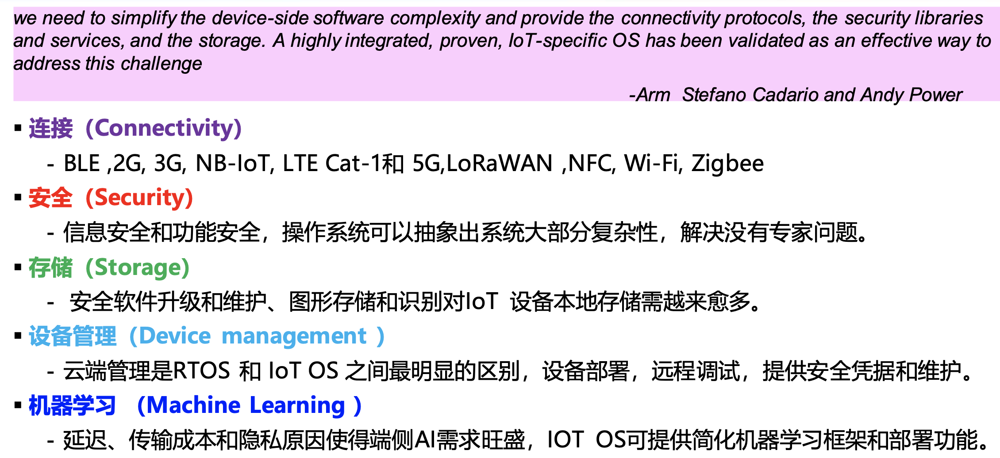 we need to simplify the device-side software complexity and provide the connectivity protocols, the security libraries
and services, and the storage. A highly integrated, proven, IoT-specific OS has been validated as an effective way to
address this challenge
-Arm  Stefano Cadario and Andy Power
▪ 连接（Connectivity）
- BLE ,2G, 3G, NB-IoT, LTE Cat-1和 5G,LoRaWAN ,NFC, Wi-Fi, Zigbee
▪ 安全（Security）
- 信息安全和功能安全，操作系统可以抽象出系统大部分复杂性，解决没有专家问题。
▪ 存储（Storage）
- 安全软件升级和维护、图形存储和识别对IoT 设备本地存储需越来愈多。
▪ 设备管理（Device management ）
- 云端管理是RTOS 和 IoT OS 之间最明显的区别，设备部署，远程调试，提供安全凭据和维护。
▪ 机器学习 （Machine Learning ）
- 延迟、传输成本和隐私原因使得端侧AI需求旺盛，IOT OS可提供简化机器学习框架和部署功能。